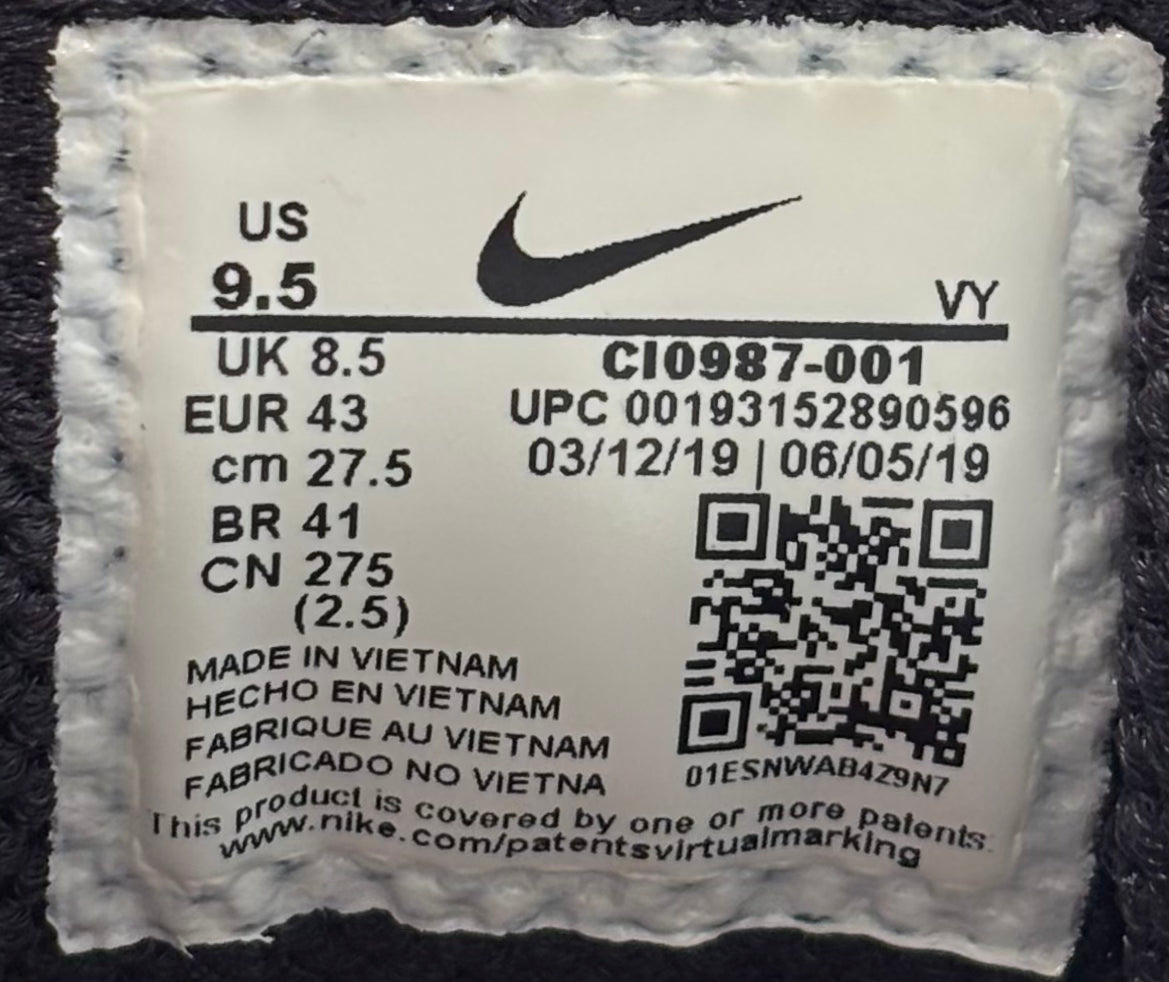 US
9.5
VY
UK 8.5
EUR 43
cm 27.5
BR 41
CN 275
(2.5)
CI0987-001
UPC 00193152890596
03/12/19 | 06/05/19
01ESNWAB4Z9N7
MADE IN VIETNAM
HECHO EN VIETNAM
FABRIQUE AU VIETNAM
FABRICADO NO VIETNA
This product is covered by one or more patents.
www.nike.com/patentsvirtualmarking